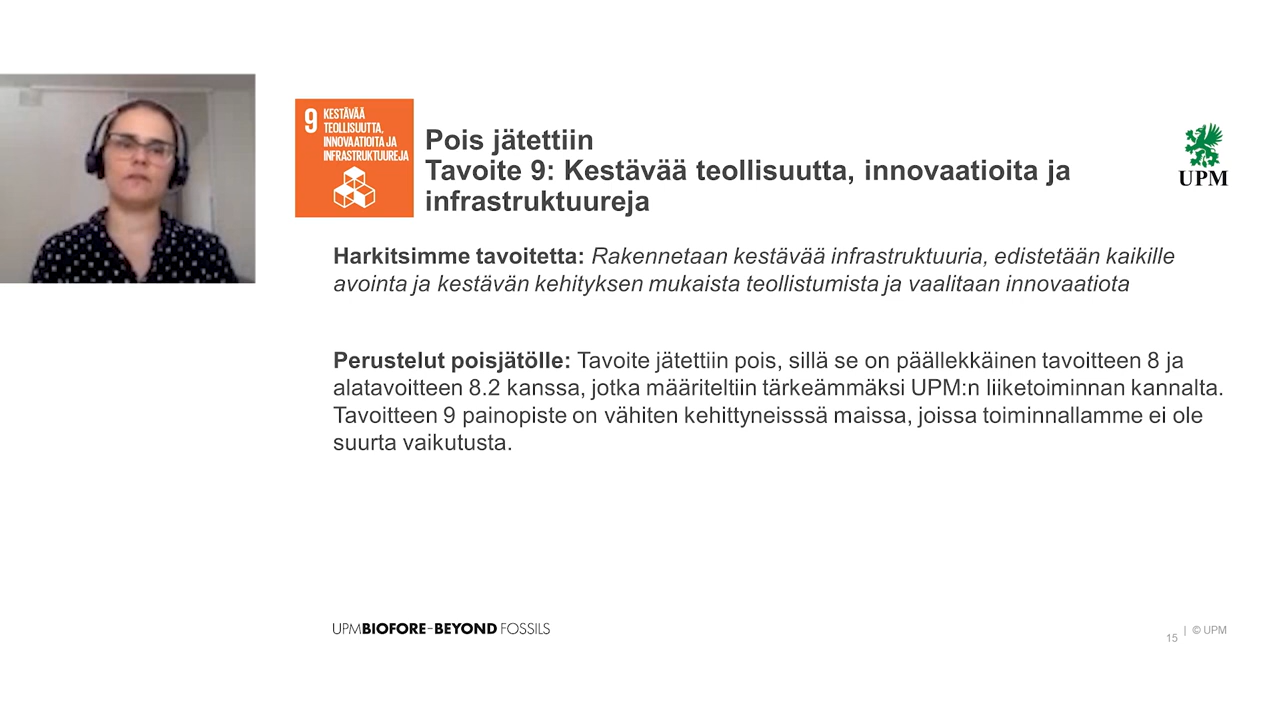 9 KESTÄVÄÄ
TEOLLISUUTTA,
INNOVAATIOITA JA
INFRASTRUKTUUREJA
Pois jätettiin
Tavoite 9: Kestävää teollisuutta, innovaatioita ja
infrastruktuureja
UPM
Harkitsimme tavoitetta: Rakennetaan kestävää infrastruktuuria, edistetään kaikille
avointa ja kestävän kehityksen mukaista teollistumista ja vaalitaan innovaatiota
Perustelut poisjätölle: Tavoite jätettiin pois, sillä se on päällekkäinen tavoitteen 8 ja
alatavoitteen 8.2 kanssa, jotka määriteltiin tärkeämmäksi UPM:n liiketoiminnan kannalta.
Tavoitteen 9 painopiste on vähiten kehittyneisssä maissa, joissa toiminnallamme ei ole
suurta vaikutusta.
UPMBIOFORE–BEYOND FOSSILS
15 | © UPM